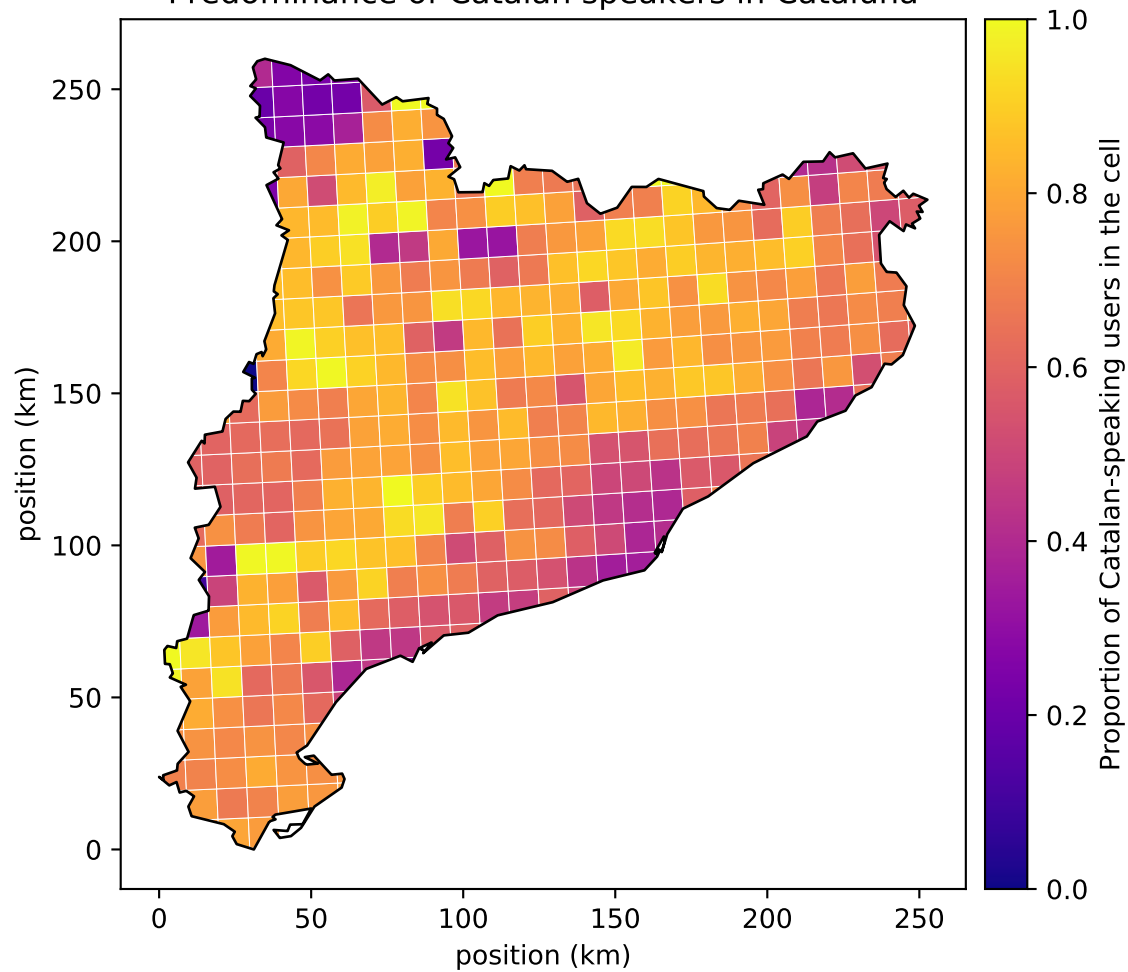 Predominance of Catalan speakers in Cataluña
250
200
150
100
50
0
position (km)
0 50 100 150 200 250
position (km)
1.0
0.8
0.6
0.4
0.2
0.0
Proportion of Catalan-speaking users in the cell